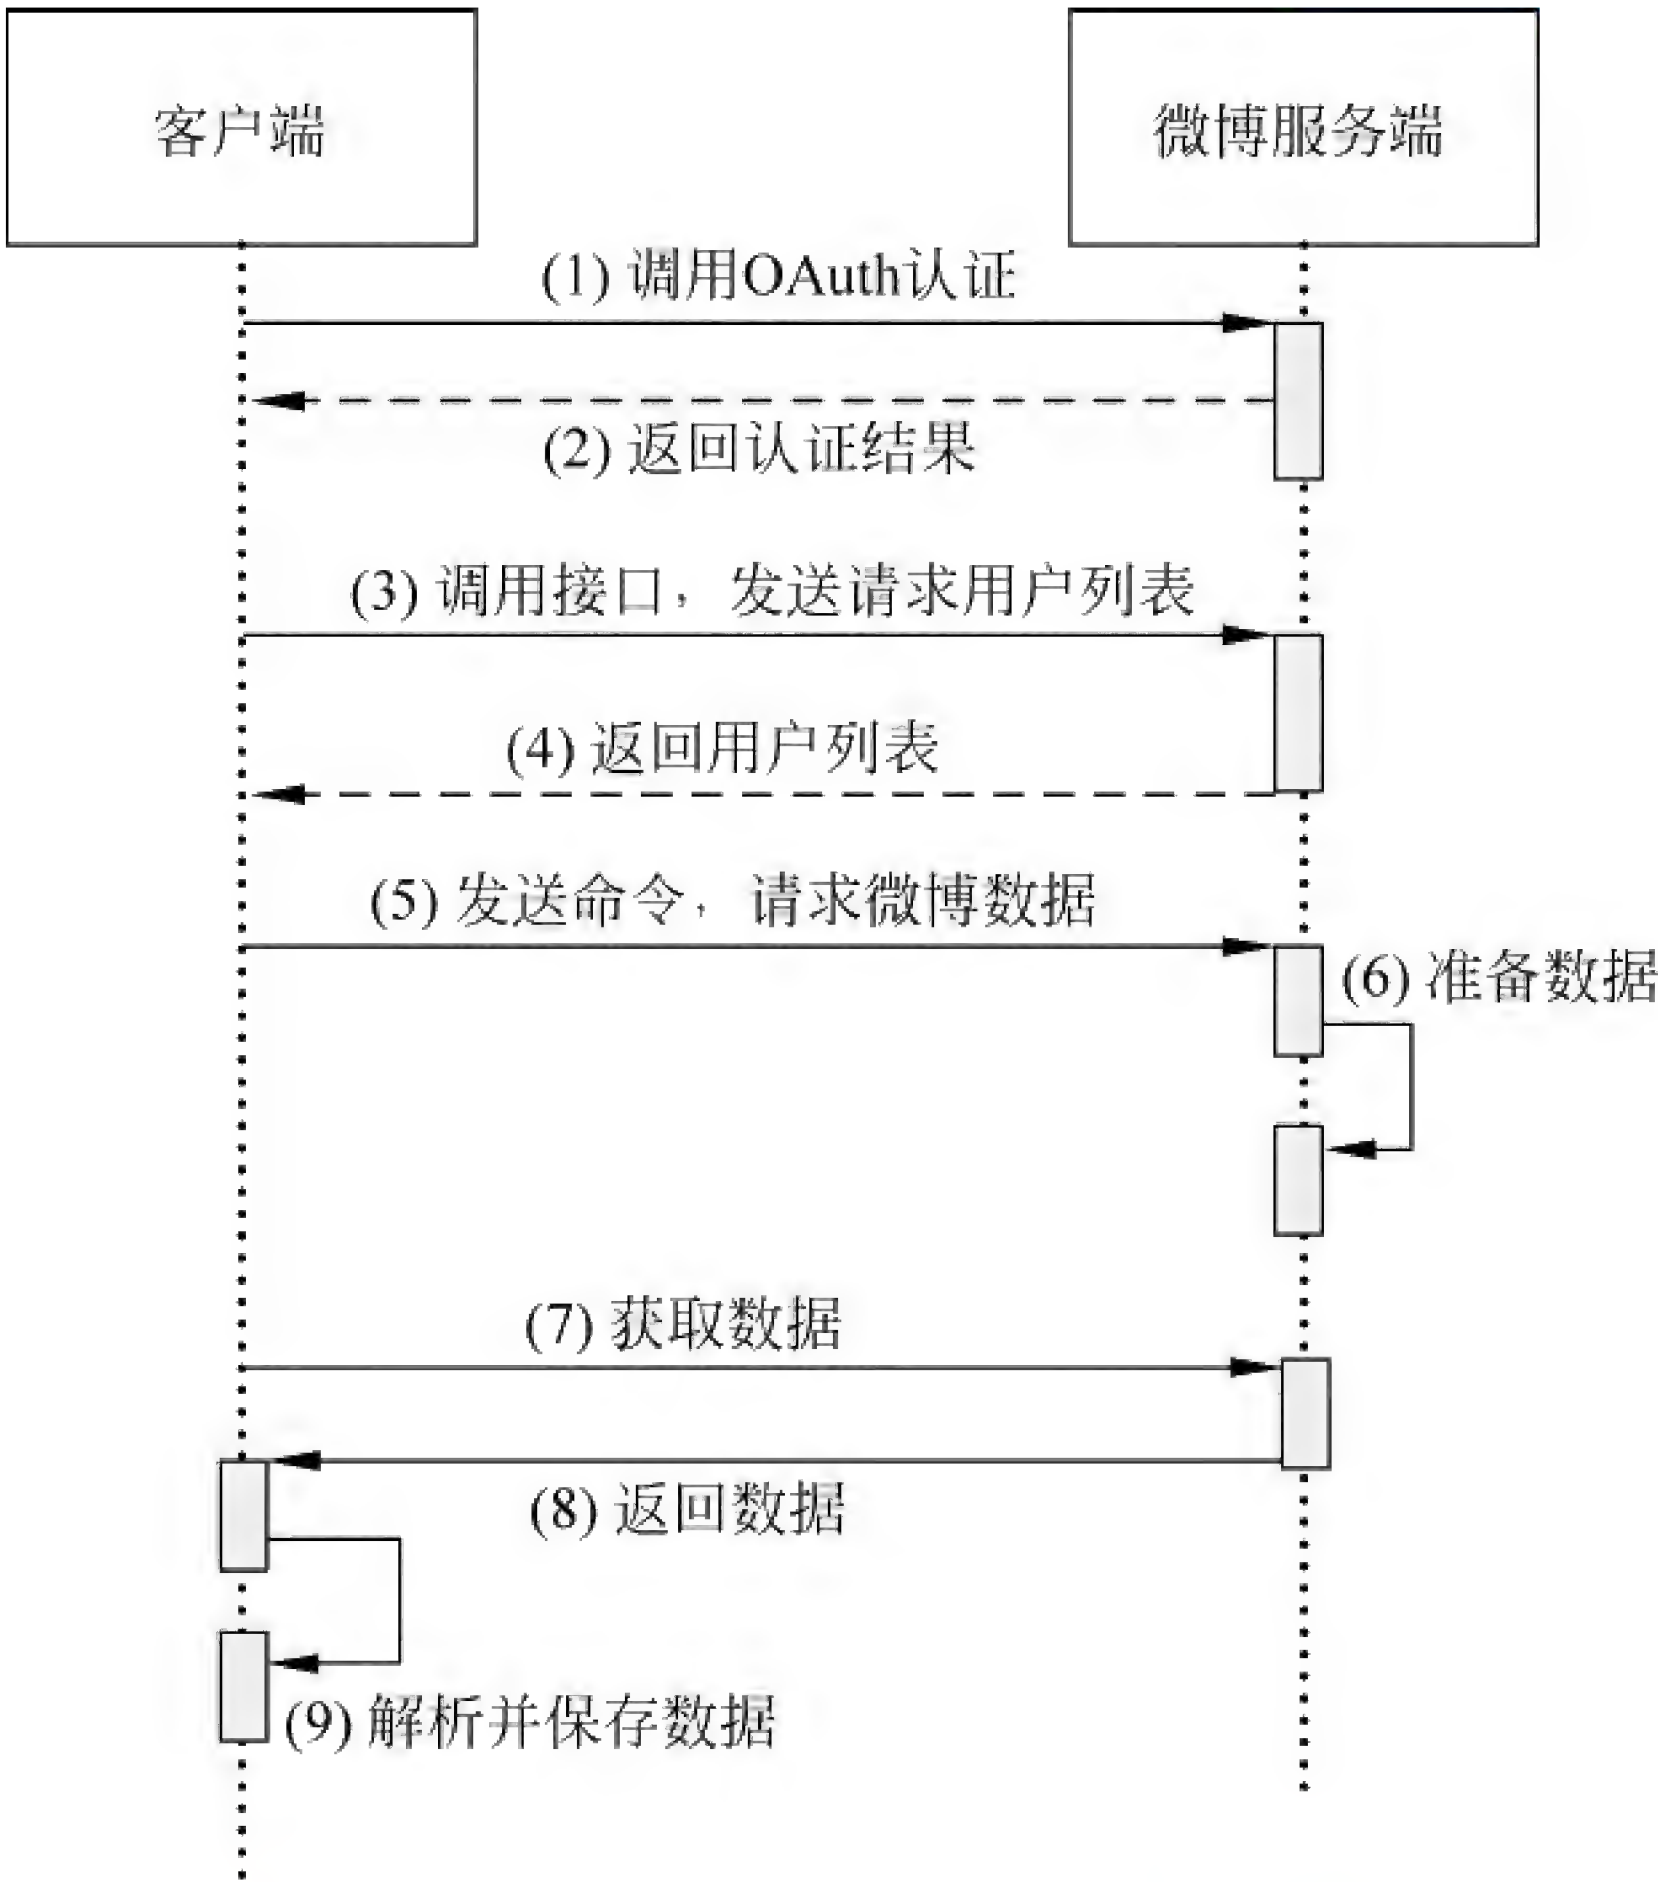 客户端
微博服务端
(1) 调用OAuth认证
(2) 返回认证结果
(3) 调用接口，发送请求用户列表
(4) 返回用户列表
(5) 发送命令，请求微博数据
(6) 准备数据
(7) 获取数据
(8) 返回数据
(9) 解析并保存数据